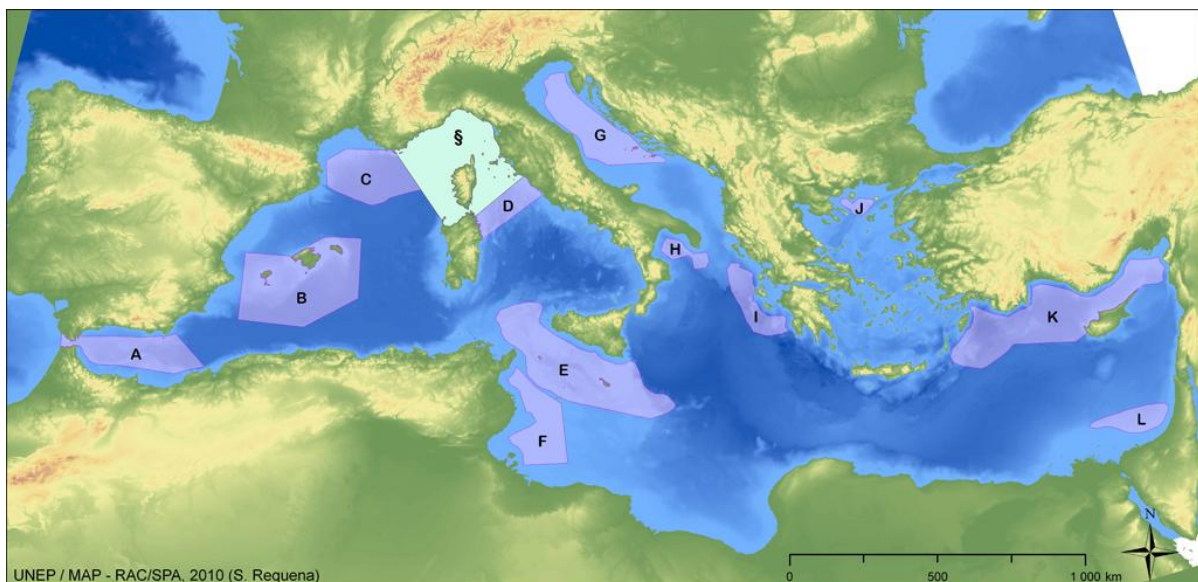 §
G
C
D
J
H
B
I
K
A
E
L
F
N
UNEP / MAP - RAC/SPA, 2010 (S. Requena)
0 500 1 000 km